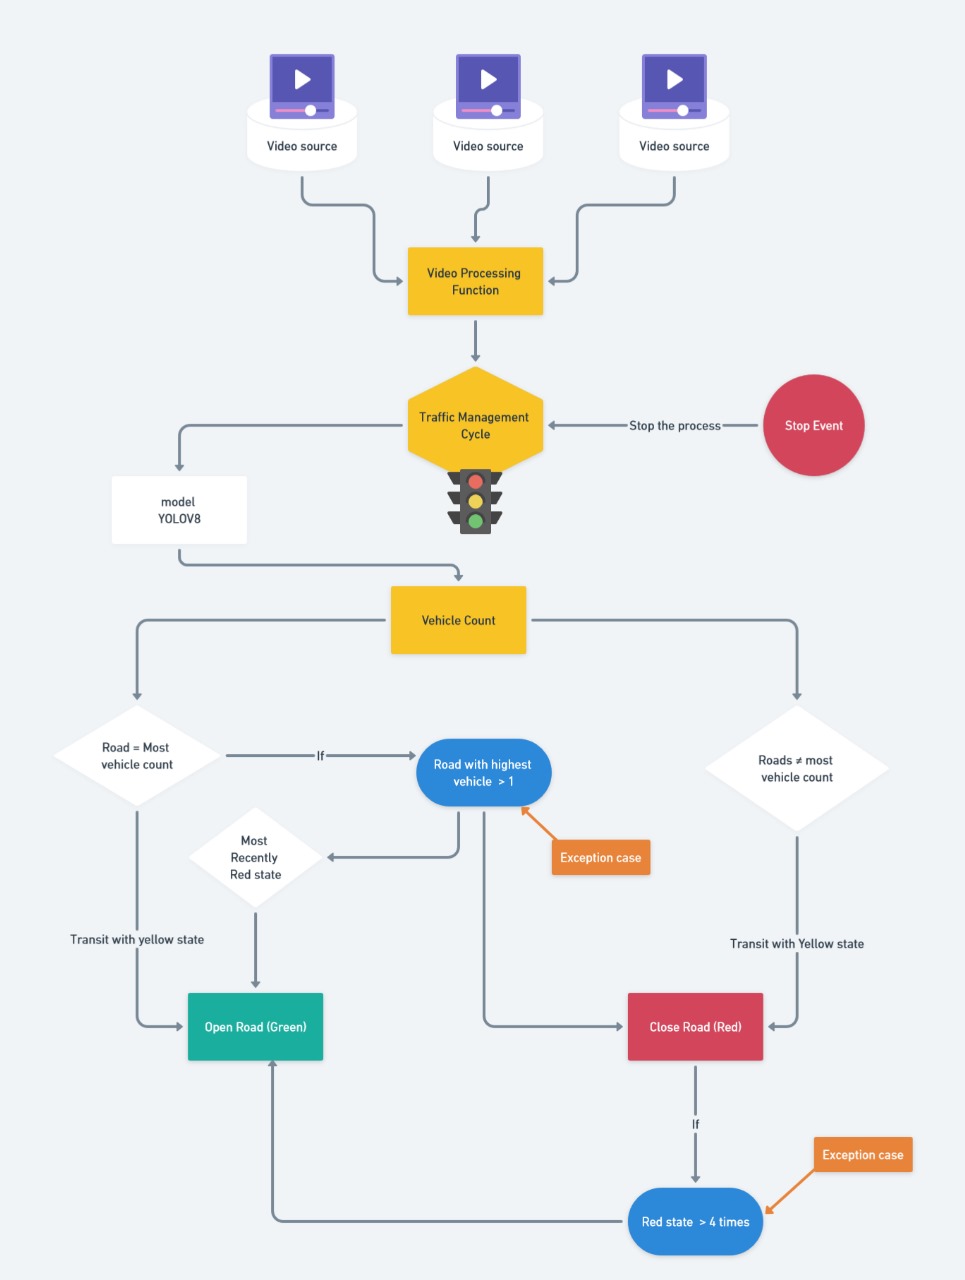 Video source
Video source
Video source
Video Processing
Function
Traffic Management
Cycle
Stop the process
Stop Event
model
YOLOV8
Vehicle Count
Road = Most
vehicle count
If
Road with highest
vehicle > 1
Roads ≠ most
vehicle count
Most
Recently
Red state
Exception case
Transit with yellow state
Transit with Yellow state
Open Road (Green)
Close Road (Red)
If
Exception case
Red state > 4 times